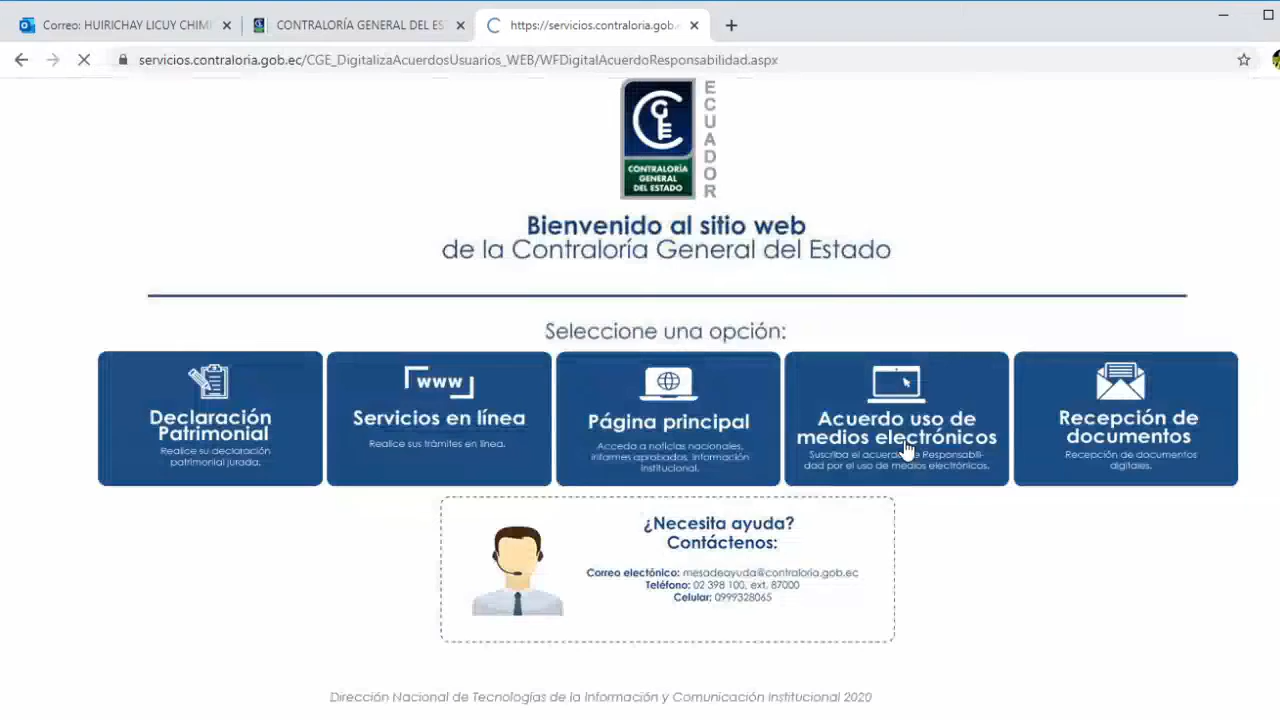 Correo: HUIRICHAY LICUY CHIM
CONTRALORÍA GENERAL DEL ES
https://servicios.contraloria.gob.
servicios.contraloria.gob.ec/CGE_DigitalizaAcuerdosUsuarios_WEB/WFDigitalAcuerdoResponsabilidad.aspx
CGE
ECUADOR
CONTRALORÍA
GENERAL
DEL ESTADO
Bienvenido al sitio web
de la Contraloría General del Estado
Seleccione una opción:
Declaración
Patrimonial
Realice su declaración
patrimonial jurada.
www
Servicios en línea
Realice sus trámites en línea.
Página principal
Acceda a noticias nacionales,
informes aprobados, información
institucional.
Acuerdo uso de
medios electrónicos
Suscriba el acuerdo de Responsabili-
dad por el uso de medios electrónicos.
Recepción de
documentos
Recepción de documentos
digitales.
¿Necesita ayuda?
Contáctenos:
Correo electónico: mesadeayuda@contraloria.gob.ec
Teléfono: 02 398 100, ext. 87000
Celular: 0999328065
Dirección Nacional de Tecnologías de la Información y Comunicación Institucional 2020